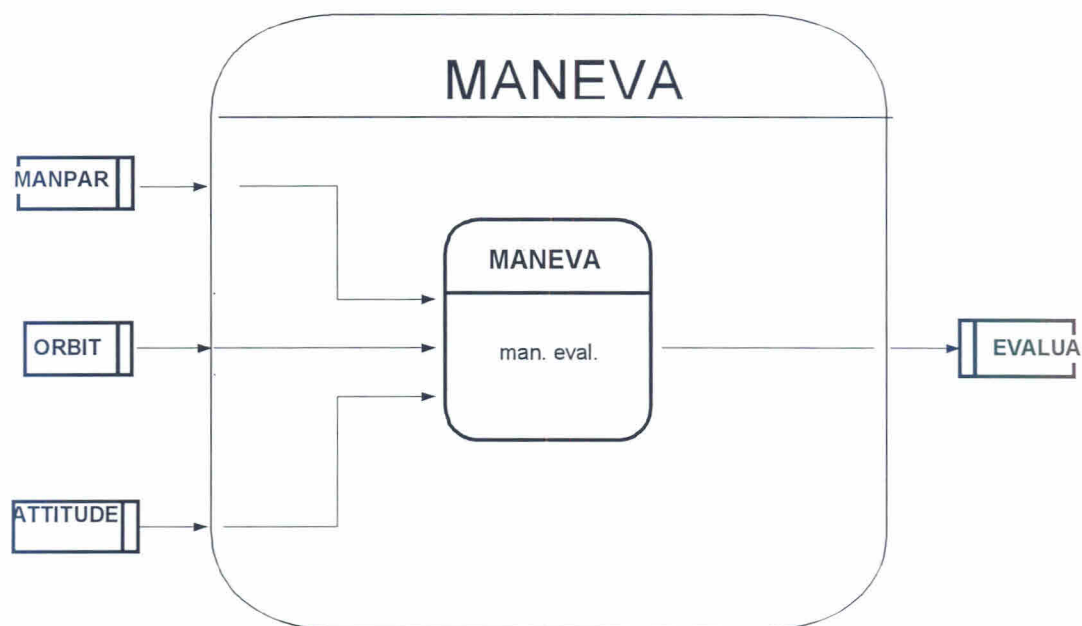 MANEVA
MANPAR
MANEVA
ORBIT
man. eval.
EVALUA
ATTITUDE